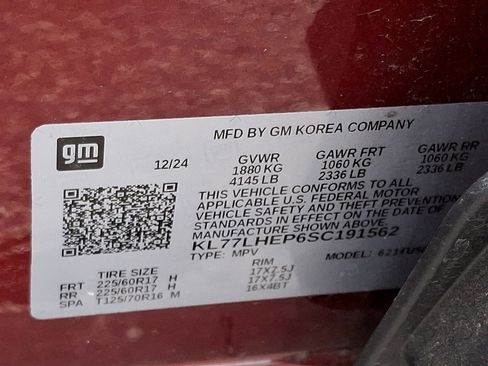 gm
MFD BY GM KOREA COMPANY
12/24 GVWR GAWR FRT GAWR RR
1880 KG 1060 KG 1060 KG
4145 LB 2336 LB 2336 LB
THIS VEHICLE CONFORMS TO ALL
APPLICABLE U.S. FEDERAL MOTOR
VEHICLE SAFETY AND THEFT PREVENTION
STANDARDS IN EFFECT ON THE DATE OF
MANUFACTURE SHOWN ABOVE.
KL77LHEP6SC191562
TYPE: MPV MODEL:
TIRE SIZE RIM
FRT 225/60R17 H 17X7.5J
RR 225/60R17 H 17X7.5J
SPA T125/70R16 M 16X4BT